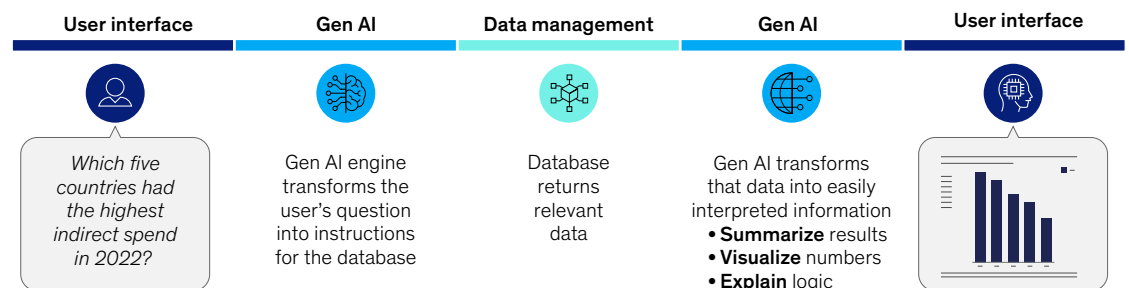 User interface
Gen AI
Data management
Gen AI
User interface
Which five
countries had
the highest
indirect spend
in 2022?
Gen AI engine
transforms the
user’s question
into instructions
for the database
Database
returns
relevant
data
Gen AI transforms
that data into easily
interpreted information
• Summarize results
• Visualize numbers
• Explain logic